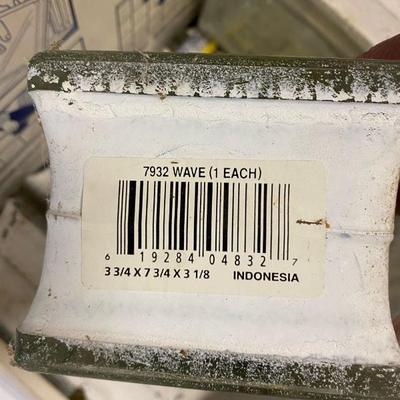 7932 WAVE (1 EACH)
6 19284 04832 7
3 3/4 X 7 3/4 X 3 1/8 INDONESIA